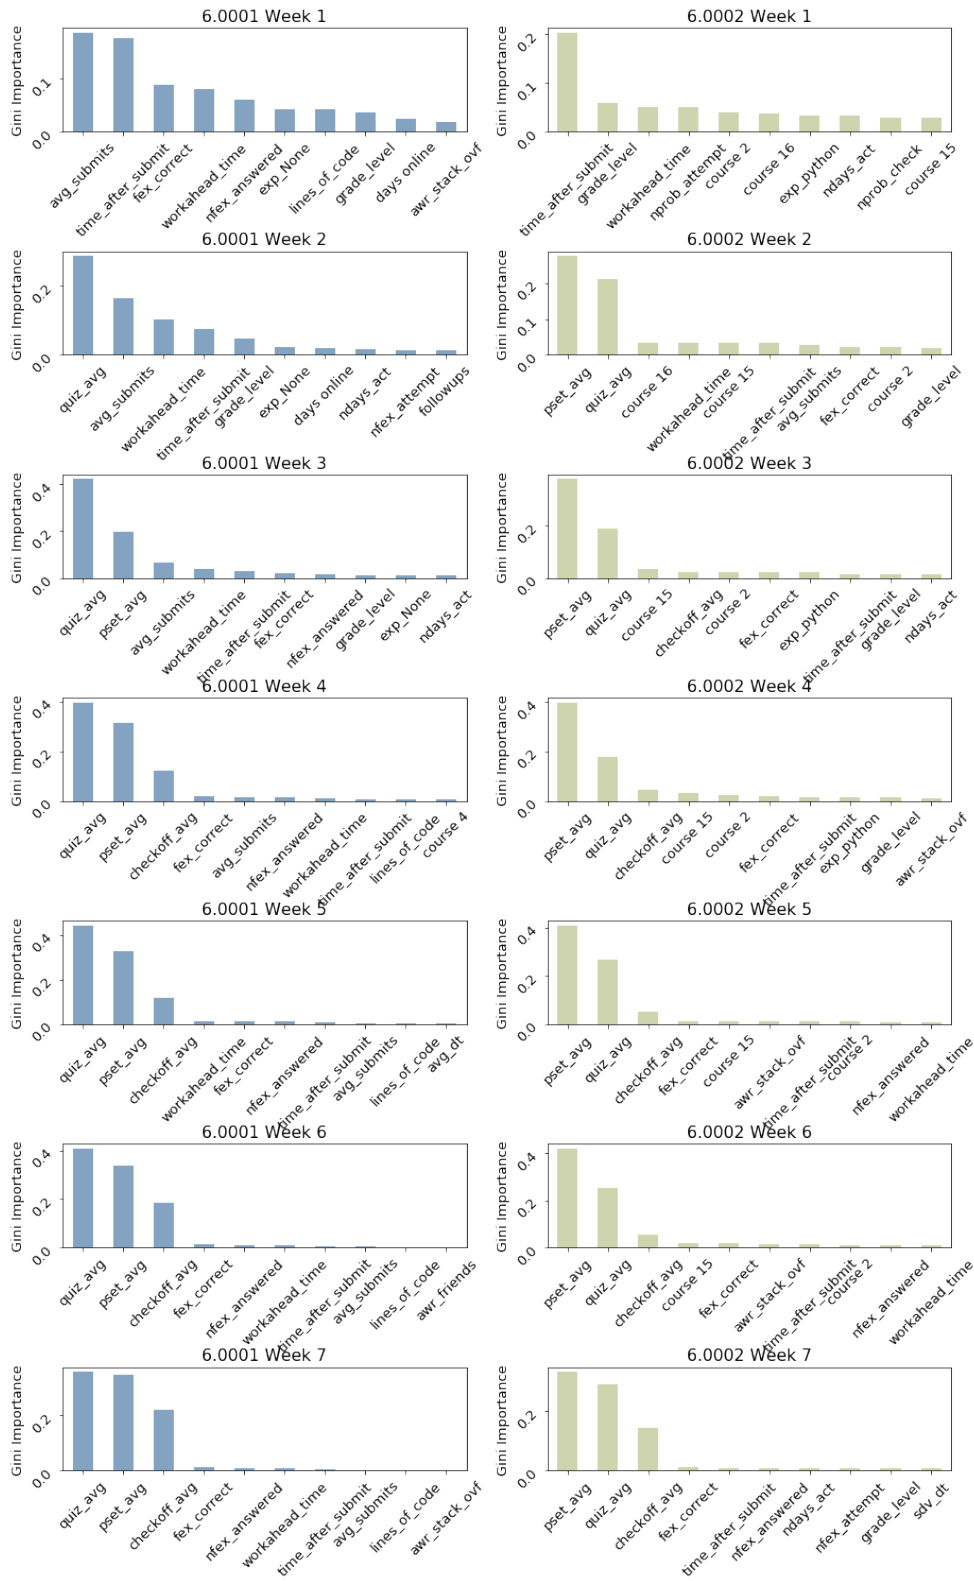 6.0001 Week 1
Gini Importance
0.1
0.0
avg_submits
time_after_submit
fex_correct
workahead_time
nfex_answered
exp_None
lines_of_code
grade_level
days online
awr_stack_ovf
6.0002 Week 1
Gini Importance
0.2
0.1
0.0
time_after_submit
grade_level
workahead_time
nprob_attempt
course 2
course 16
exp_python
ndays_act
nprob_check
course 15
6.0001 Week 2
Gini Importance
0.2
0.0
quiz_avg
avg_submits
workahead_time
time_after_submit
grade_level
exp_None
days online
ndays_act
nfex_attempt
followups
6.0002 Week 2
Gini Importance
0.2
0.1
0.0
pset_avg
quiz_avg
course 16
workahead_time
course 15
time_after_submit
avg_submits
fex_correct
course 2
grade_level
6.0001 Week 3
Gini Importance
0.4
0.2
0.0
quiz_avg
pset_avg
avg_submits
workahead_time
time_after_submit
fex_correct
nfex_answered
grade_level
exp_None
ndays_act
6.0002 Week 3
Gini Importance
0.2
0.0
pset_avg
quiz_avg
course 15
checkoff_avg
course 2
fex_correct
exp_python
time_after_submit
grade_level
ndays_act
6.0001 Week 4
Gini Importance
0.4
0.2
0.0
quiz_avg
pset_avg
checkoff_avg
fex_correct
avg_submits
nfex_answered
workahead_time
time_after_submit
lines_of_code
course 4
6.0002 Week 4
Gini Importance
0.4
0.2
0.0
pset_avg
quiz_avg
checkoff_avg
course 15
course 2
fex_correct
time_after_submit
exp_python
grade_level
awr_stack_ovf
6.0001 Week 5
Gini Importance
0.4
0.2
0.0
quiz_avg
pset_avg
checkoff_avg
workahead_time
fex_correct
nfex_answered
time_after_submit
avg_submits
lines_of_code
avg_dt
6.0002 Week 5
Gini Importance
0.4
0.2
0.0
pset_avg
quiz_avg
checkoff_avg
fex_correct
course 15
awr_stack_ovf
time_after_submit
course 2
nfex_answered
workahead_time
6.0001 Week 6
Gini Importance
0.4
0.2
0.0
quiz_avg
pset_avg
checkoff_avg
fex_correct
nfex_answered
workahead_time
time_after_submit
avg_submits
lines_of_code
awr_friends
6.0002 Week 6
Gini Importance
0.4
0.2
0.0
pset_avg
quiz_avg
checkoff_avg
course 15
fex_correct
awr_stack_ovf
time_after_submit
course 2
nfex_answered
workahead_time
6.0001 Week 7
Gini Importance
0.2
0.0
quiz_avg
pset_avg
checkoff_avg
fex_correct
nfex_answered
workahead_time
time_after_submit
avg_submits
lines_of_code
awr_stack_ovf
6.0002 Week 7
Gini Importance
0.2
0.0
pset_avg
quiz_avg
checkoff_avg
fex_correct
time_after_submit
nfex_answered
ndays_act
nfex_attempt
grade_level
sdv_dt